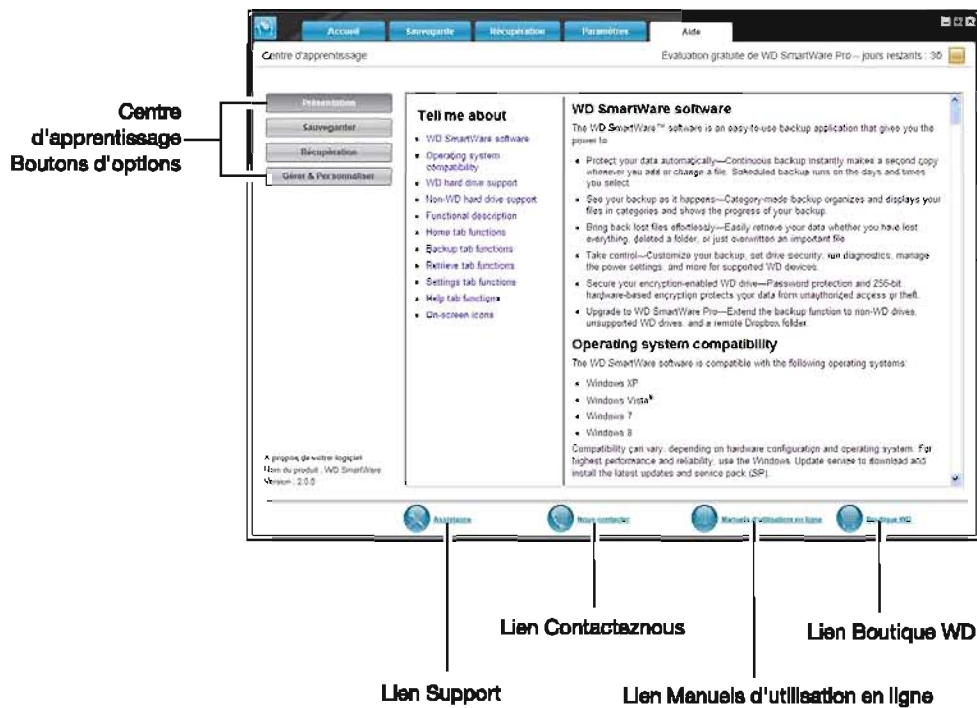 Accueil
Sauvegarde
Récupération
Paramètres
Aide
Centre d'apprentissage
Evaluation gratuite de WD SmartWare Pro – jours restants : 30
Centre
d'apprentissage
Boutons d'options
Présentation
Sauvegarder
Récupération
Gérer & Personnaliser
Tell me about
• WD SmartWare software
• Operating system
compatibility
• WD hard drive support
• Non-WD hard drive support
• Functional description
• Home tab functions
• Backup tab functions
• Retrieve tab functions
• Settings tab functions
• Help tab functions
• On-screen icons
WD SmartWare software
The WD SmartWare™ software is an easy-to-use backup application that gives you the
power to:
• Protect your data automatically—Continuous backup instantly makes a second copy
whenever you add or change a file. Scheduled backup runs on the days and times
you select.
• See your backup as it happens—Category-mode backup organizes and displays your
files in categories and shows the progress of your backup.
• Bring back lost files effortlessly—Easily retrieve your data whether you have lost
everything, deleted a folder, or just overwritten an important file
• Take control—Customize your backup, set drive security, run diagnostics, manage
the power settings, and more for supported WD devices.
• Secure your encryption-enabled WD drive—Password protection and 256-bit
hardware-based encryption protects your data from unauthorized access or theft.
• Upgrade to WD SmartWare Pro—Extend the backup function to non-WD drives,
unsupported WD drives, and a remote Dropbox folder.
Operating system compatibility
The WD SmartWare software is compatible with the following operating systems:
• Windows XP
• Windows Vista®
• Windows 7
• Windows 8
Compatibility can vary, depending on hardware configuration and operating system. For
highest performance and reliability, use the Windows Update service to download and
install the latest updates and service pack (SP).
A propos de votre logiciel
Nom du produit : WD SmartWare
Version : 2.0.0
Assistance
Nous contacter
Manuels d'utilisation en ligne
Boutique WD
Lien Contacteznous
Lien Boutique WD
Lien Support
Lien Manuels d'utilisation en ligne